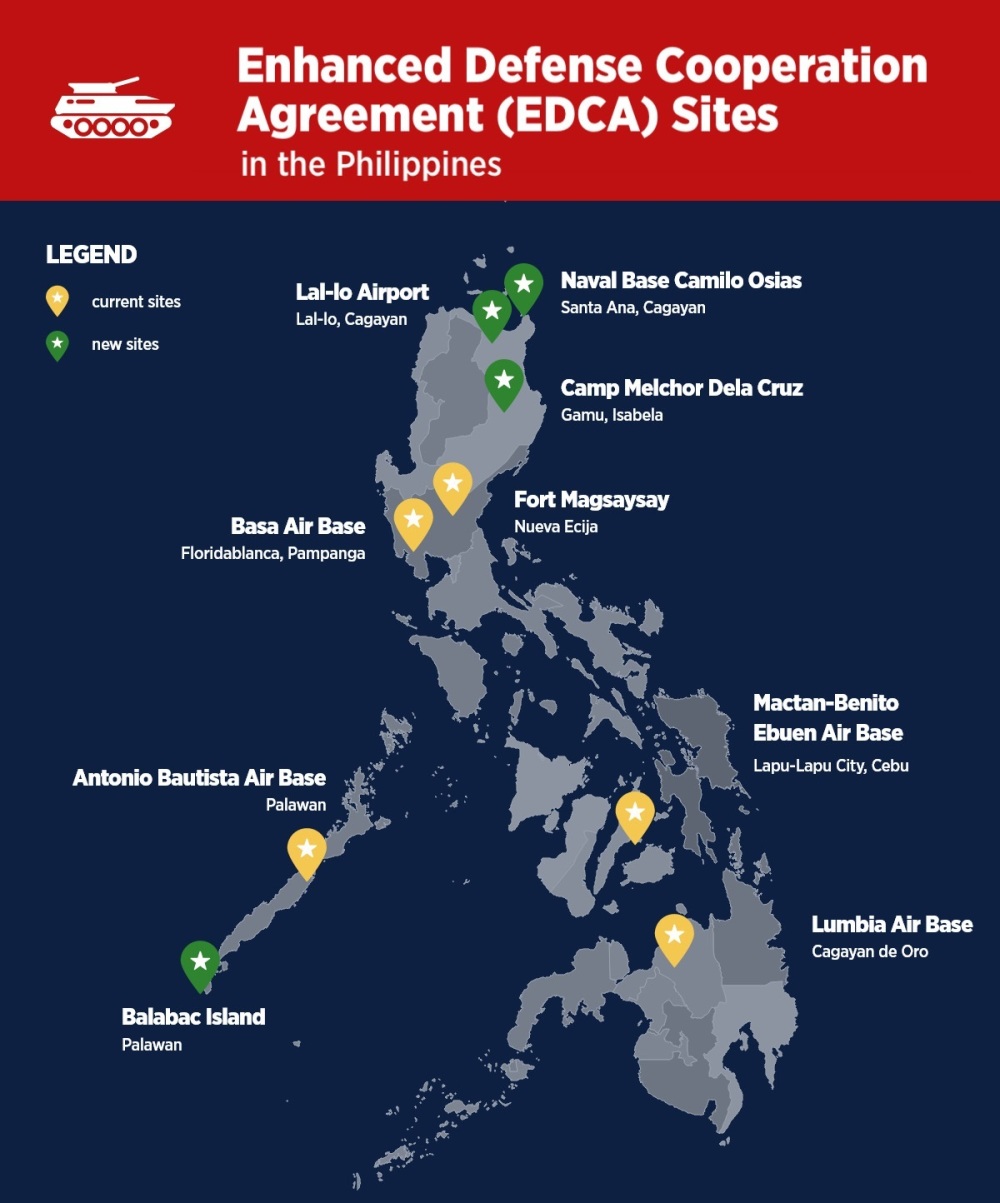 Enhanced Defense Cooperation
Agreement (EDCA) Sites
in the Philippines
LEGEND
current sites
new sites
Lal-lo Airport
Lal-lo, Cagayan
Naval Base Camilo Osias
Santa Ana, Cagayan
Camp Melchor Dela Cruz
Gamu, Isabela
Fort Magsaysay
Nueva Ecija
Basa Air Base
Floridablanca, Pampanga
Mactan-Benito
Ebuen Air Base
Lapu-Lapu City, Cebu
Antonio Bautista Air Base
Palawan
Lumbia Air Base
Cagayan de Oro
Balabac Island
Palawan